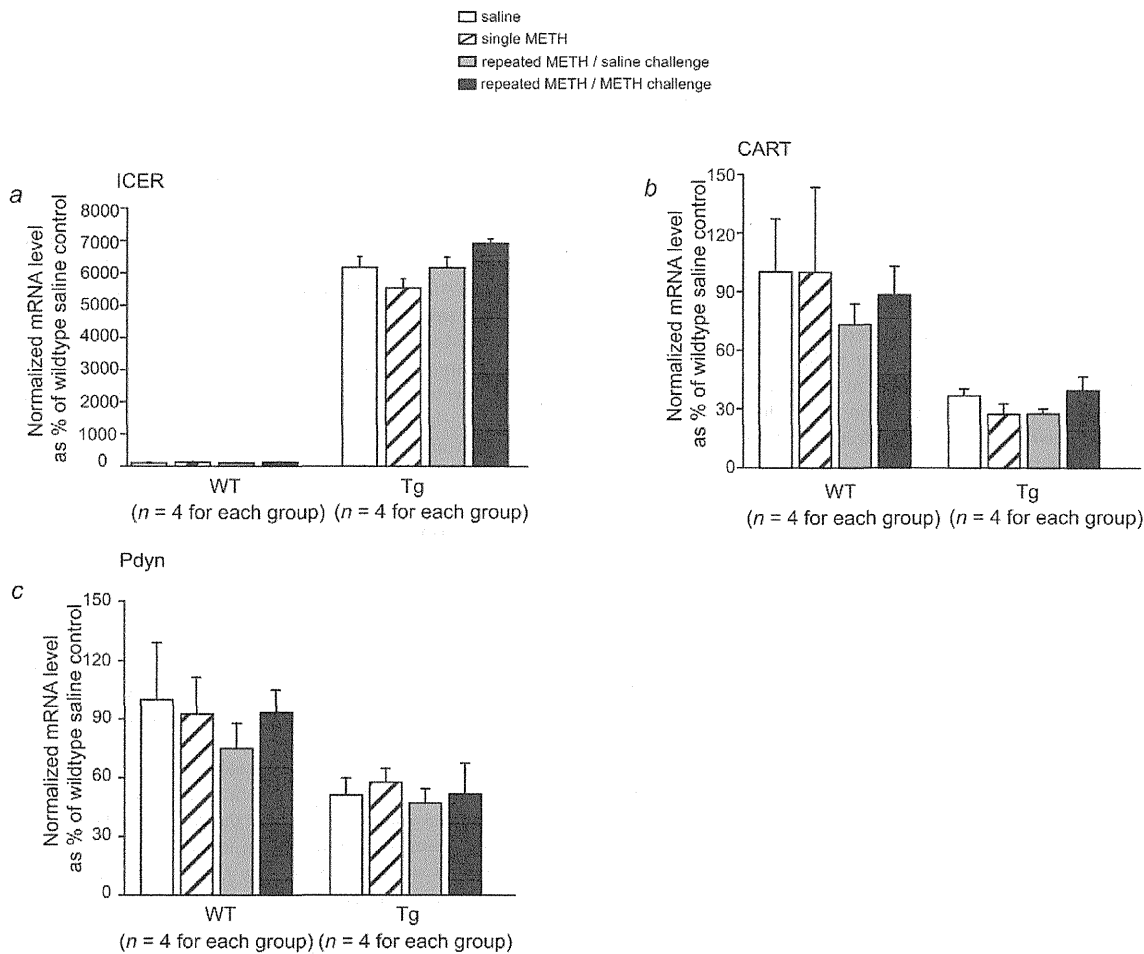 saline
single METH
repeated METH / saline challenge
repeated METH / METH challenge
a
ICER
Normalized mRNA level
as % of wildtype saline control
8000
7000
6000
5000
4000
3000
2000
1000
0
WT
Tg
(n = 4 for each group)
(n = 4 for each group)
b
CART
Normalized mRNA level
as % of wildtype saline control
150
120
90
60
30
0
WT
Tg
(n = 4 for each group)
(n = 4 for each group)
c
Pdyn
Normalized mRNA level
as % of wildtype saline control
150
120
90
60
30
0
WT
Tg
(n = 4 for each group)
(n = 4 for each group)